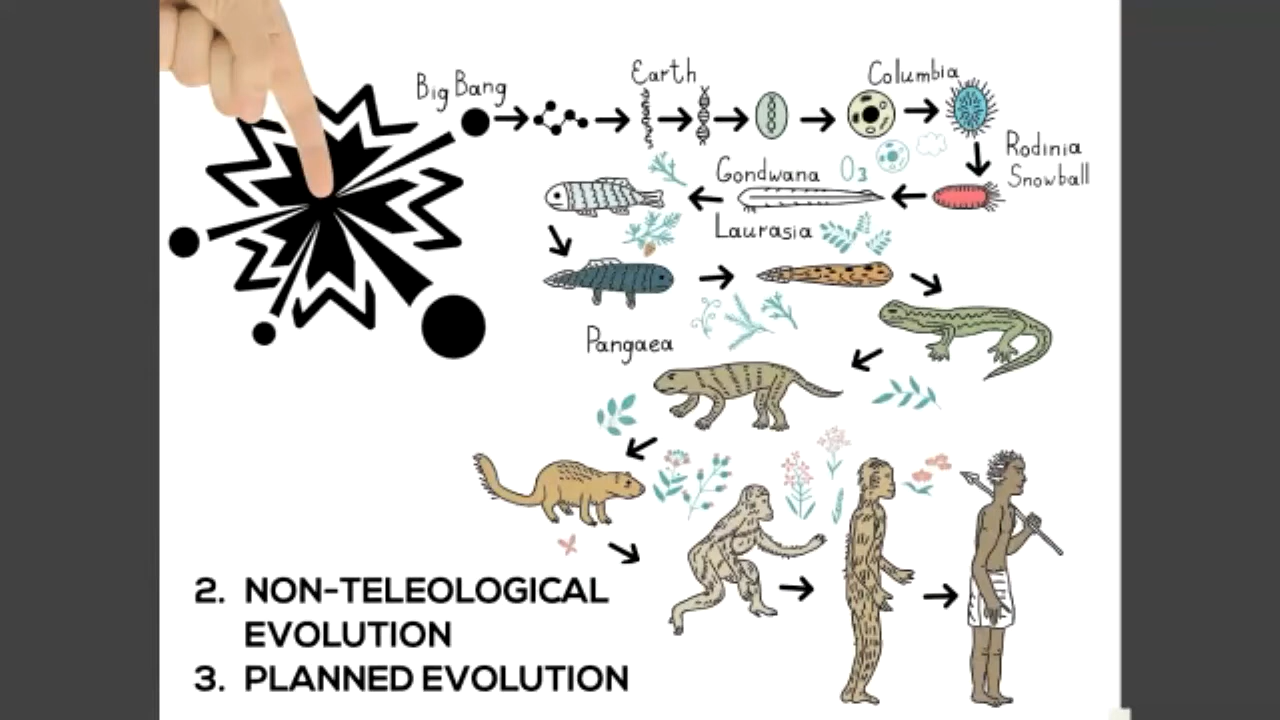 Big Bang
Earth
Columbia
Rodinia
Snowball
O3
Gondwana
Laurasia
Pangaea
2. NON-TELEOLOGICAL
EVOLUTION
3. PLANNED EVOLUTION